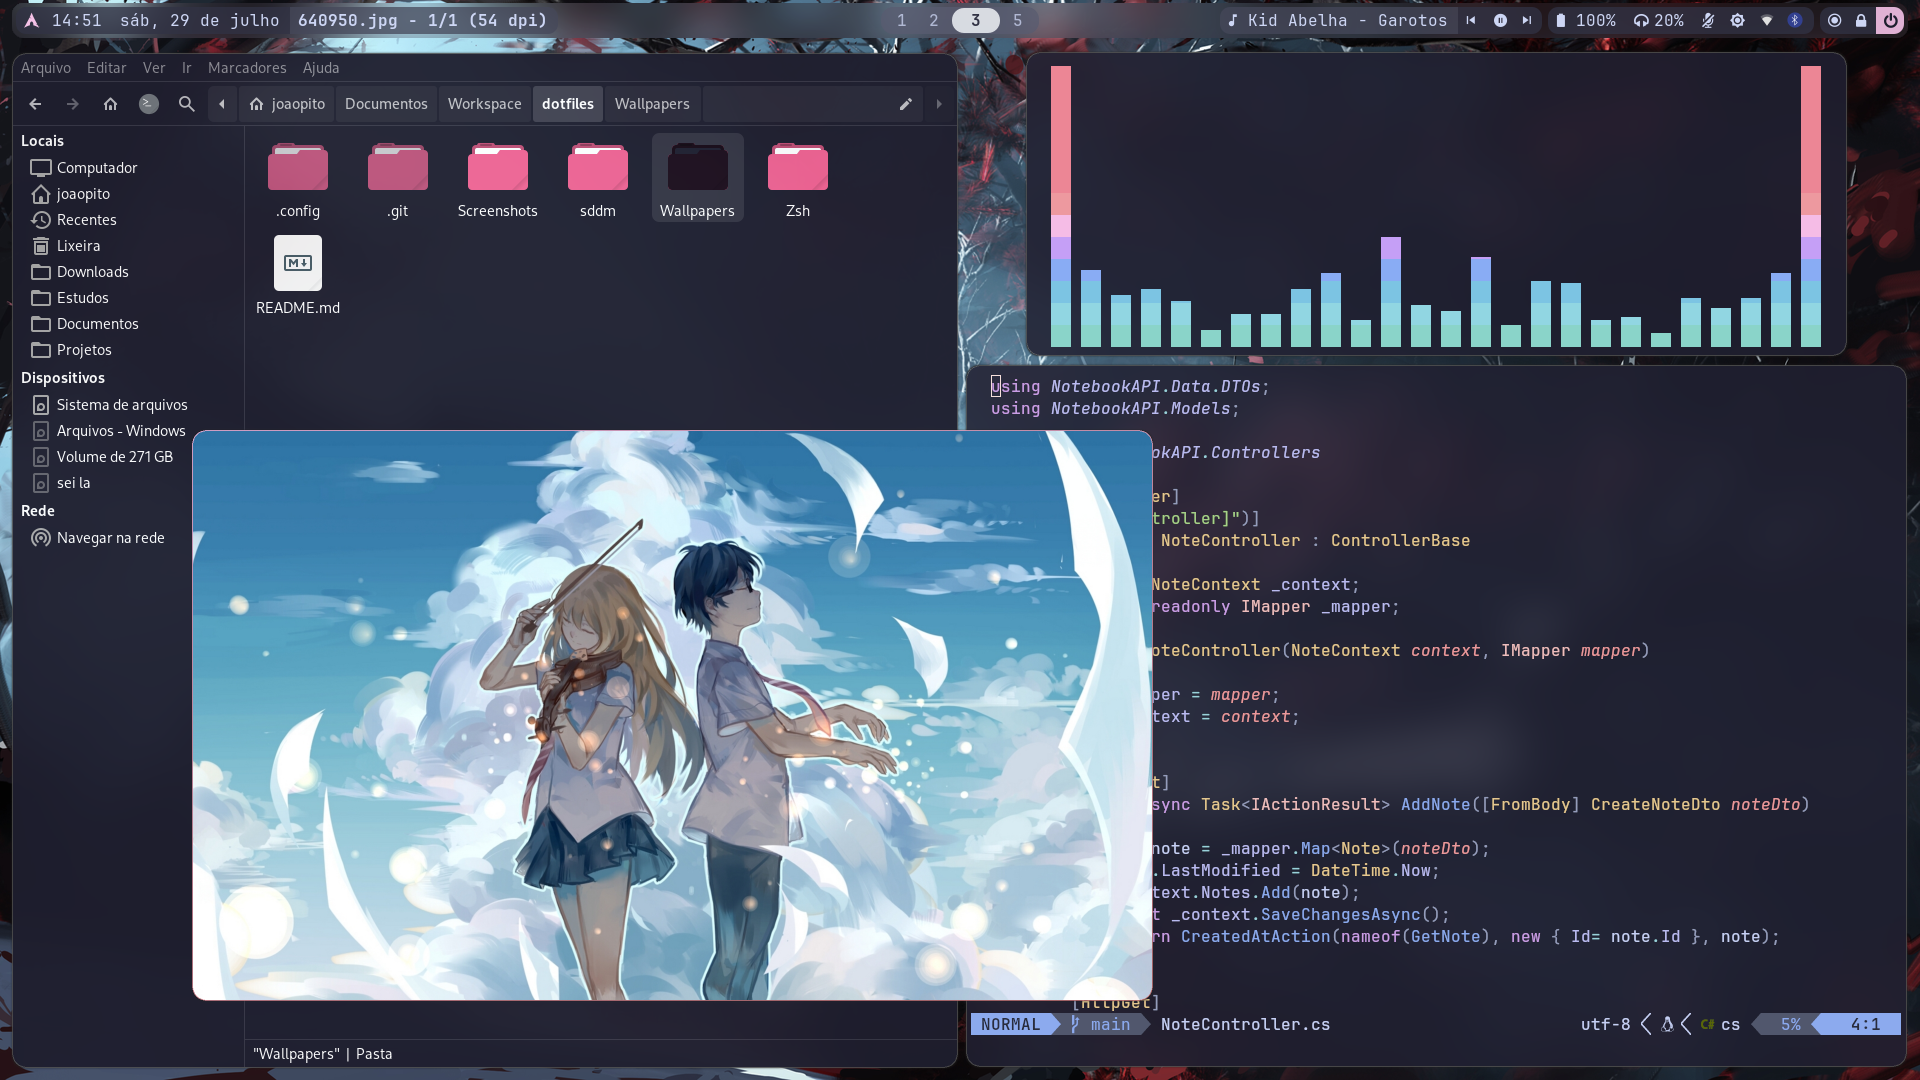 14:51 sáb, 29 de julho 640950.jpg - 1/1 (54 dpi) 1 2 3 5 Kid Abelha - Garotos 100% 20%
Arquivo Editar Ver Ir Marcadores Ajuda
joaopito Documentos Workspace dotfiles Wallpapers
Locais
Computador
joaopito
Recentes
Lixeira
Downloads
Estudos
Documentos
Projetos
Dispositivos
Sistema de arquivos
Arquivos - Windows
Volume de 271 GB
sei la
Rede
Navegar na rede
.config .git Screenshots sddm Wallpapers Zsh
README.md
"Wallpapers" | Pasta
using NotebookAPI.Data.DTOs;
using NotebookAPI.Models;
okAPI.Controllers
er]
troller]")]
NoteController : ControllerBase
NoteContext _context;
readonly IMapper _mapper;
oteController(NoteContext context, IMapper mapper)
per = mapper;
text = context;
t]
sync Task<IActionResult> AddNote([FromBody] CreateNoteDto noteDto)
note = _mapper.Map<Note>(noteDto);
.LastModified = DateTime.Now;
text.Notes.Add(note);
t _context.SaveChangesAsync();
rn CreatedAtAction(nameof(GetNote), new { Id= note.Id }, note);
[HttpGet]
NORMAL main NoteController.cs utf-8 C# cs 5% 4:1